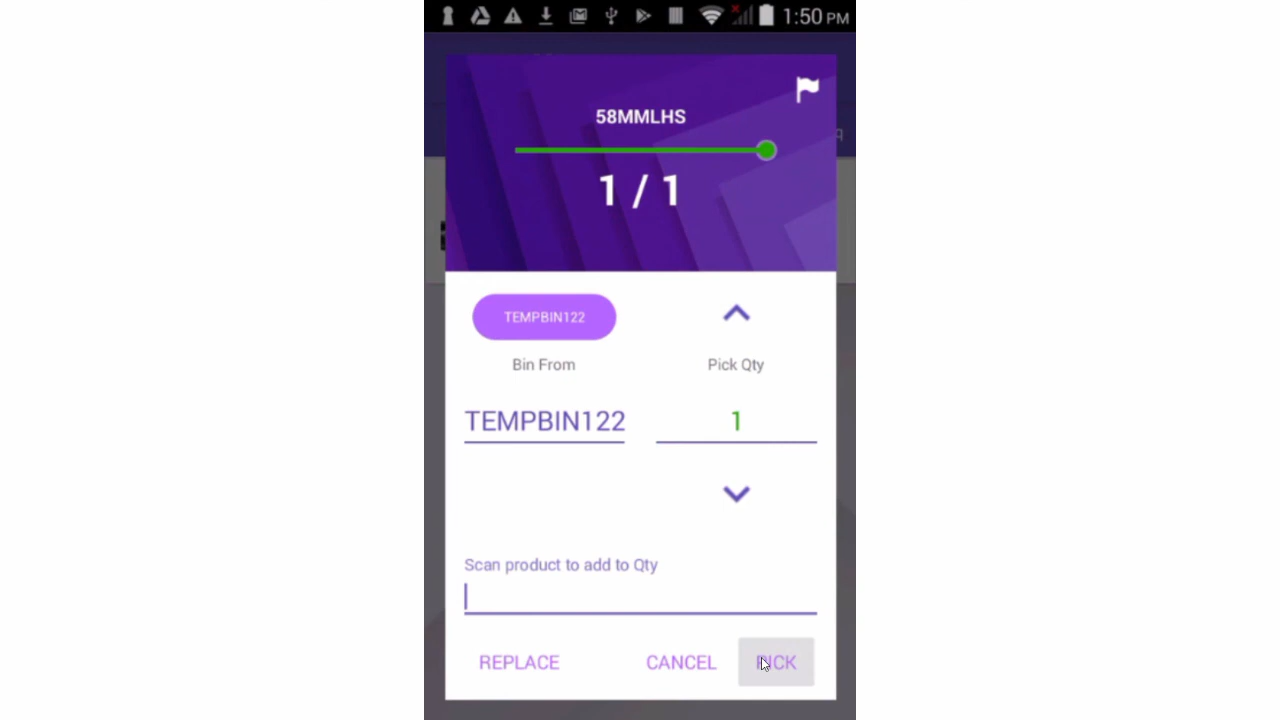 1:50 PM
58MMLHS
1 / 1
TEMPBIN122
Bin From
Pick Qty
TEMPBIN122
1
Scan product to add to Qty
REPLACE
CANCEL
PICK